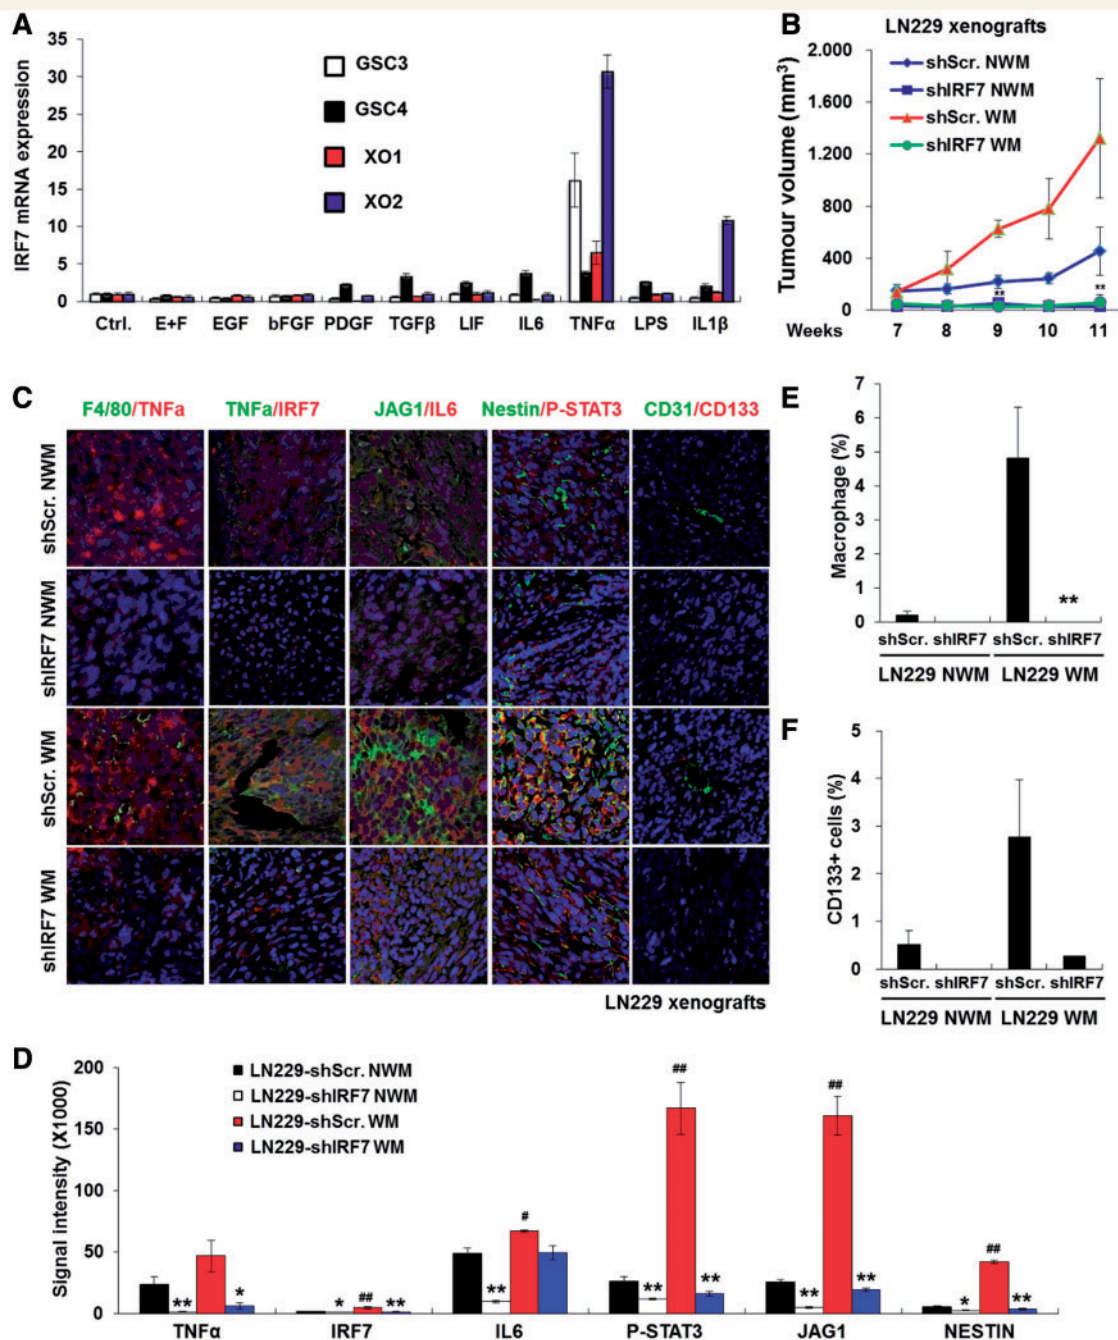 A
IRF7 mRNA expression
35
30
25
20
15
10
5
0
GSC3
GSC4
XO1
XO2
Ctrl. E+F EGF bFGF PDGF TGFβ LIF IL6 TNFα LPS IL1β
B
LN229 xenografts
Tumour volume (mm³)
2.000
1.600
1.200
800
400
0
shScr. NWM
shIRF7 NWM
shScr. WM
shIRF7 WM
** **
Weeks 7 8 9 10 11
C
F4/80/TNFa TNFa/IRF7 JAG1/IL6 Nestin/P-STAT3 CD31/CD133
shScr. NWM
shIRF7 NWM
shScr. WM
shIRF7 WM
LN229 xenografts
E
Macrophage (%)
7
6
5
4
3
2
1
0
**
shScr. shIRF7 shScr. shIRF7
LN229 NWM LN229 WM
F
CD133+ cells (%)
5
4
3
2
1
0
shScr. shIRF7 shScr. shIRF7
LN229 NWM LN229 WM
D
Signal intensity (X1000)
200
150
100
50
0
LN229-shScr. NWM
LN229-shIRF7 NWM
LN229-shScr. WM
LN229-shIRF7 WM
** * * ## ** ** # ** ## ** ** ## ** * ## **
TNFα IRF7 IL6 P-STAT3 JAG1 NESTIN